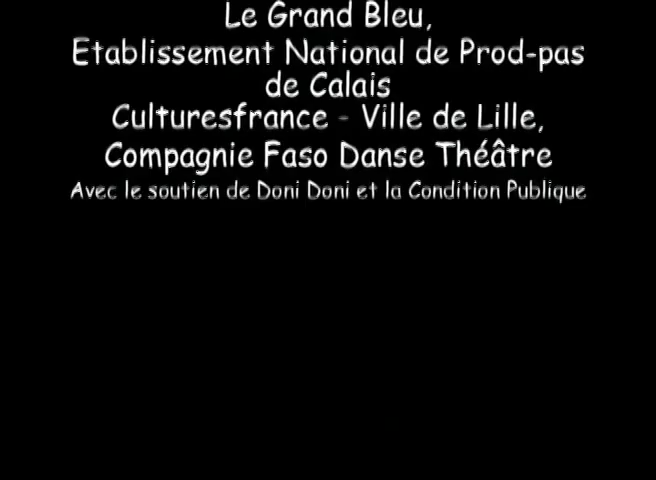 Le Grand Bleu,
Etablissement National de Prod-pas
de Calais
Culturesfrance - Ville de Lille,
Compagnie Faso Danse Théâtre
Avec le soutien de Doni Doni et la Condition Publique